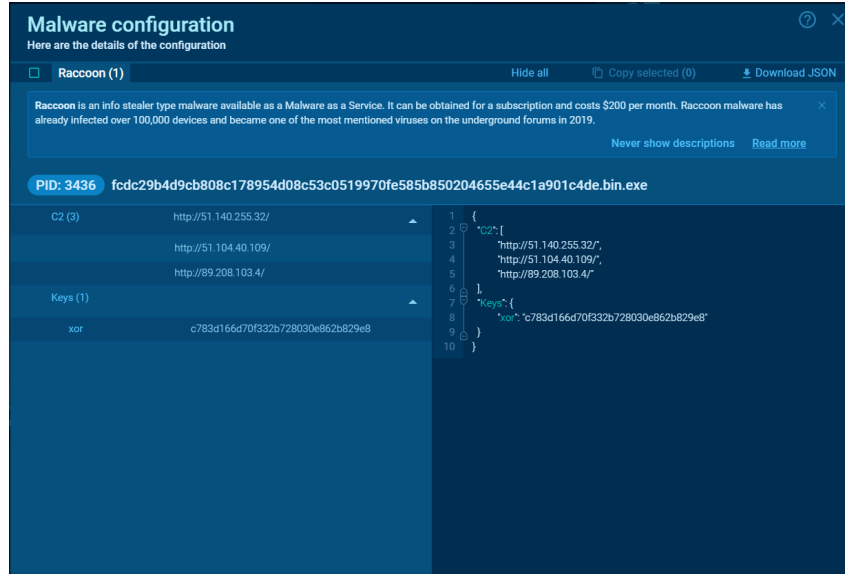 Malware configuration
Here are the details of the configuration
Raccoon (1)
Hide all
Copy selected (0)
Download JSON
Raccoon is an info stealer type malware available as a Malware as a Service. It can be obtained for a subscription and costs $200 per month. Raccoon malware has
already infected over 100,000 devices and became one of the most mentioned viruses on the underground forums in 2019.
Never show descriptions
Read more
PID: 3436 fcdc29b4d9cb808c178954d08c53c0519970fe585b850204655e44c1a901c4de.bin.exe
C2 (3) http://51.140.255.32/
http://51.104.40.109/
http://89.208.103.4/
Keys (1)
xor c783d166d70f332b728030e862b829e8
1 {
2 "C2": [
3 "http://51.140.255.32/",
4 "http://51.104.40.109/",
5 "http://89.208.103.4/"
6 ],
7 "Keys": {
8 "xor": "c783d166d70f332b728030e862b829e8"
9 }
10 }